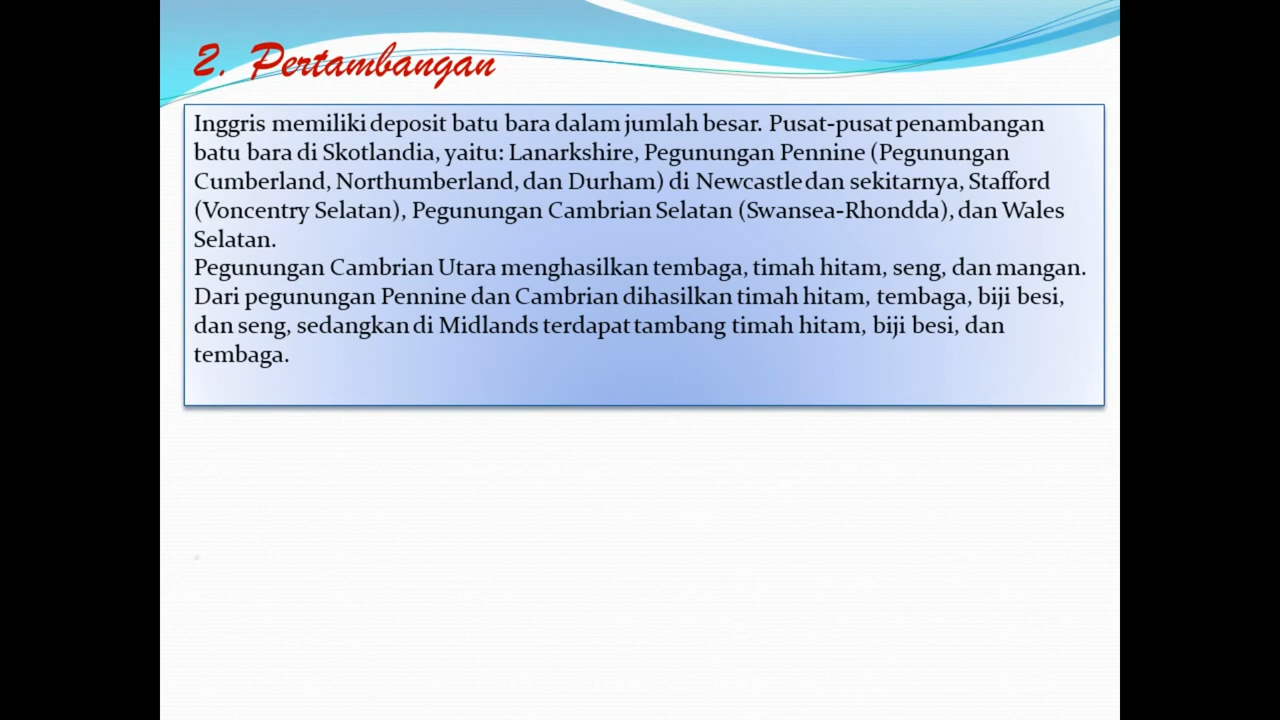 2. Pertambangan
Inggris memiliki deposit batu bara dalam jumlah besar. Pusat-pusat penambangan
batu bara di Skotlandia, yaitu: Lanarkshire, Pegunungan Pennine (Pegunungan
Cumberland, Northumberland, dan Durham) di Newcastle dan sekitarnya, Stafford
(Voncentry Selatan), Pegunungan Cambrian Selatan (Swansea-Rhondda), dan Wales
Selatan.
Pegunungan Cambrian Utara menghasilkan tembaga, timah hitam, seng, dan mangan.
Dari pegunungan Pennine dan Cambrian dihasilkan timah hitam, tembaga, biji besi,
dan seng, sedangkan di Midlands terdapat tambang timah hitam, biji besi, dan
tembaga.